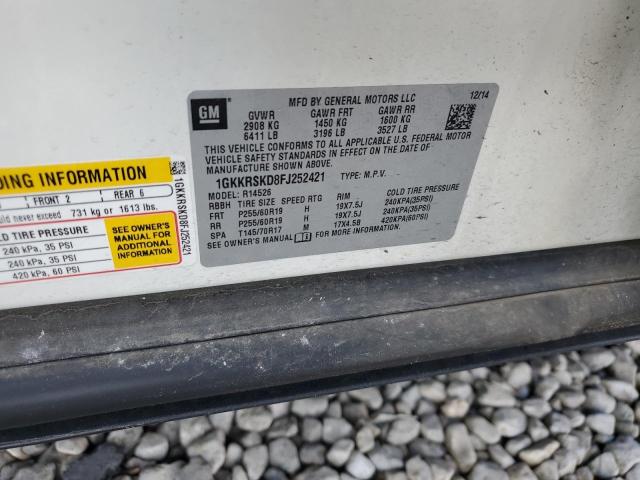 GM
MFD BY GENERAL MOTORS LLC 12/14
GVWR GAWR FRT GAWR RR
2908 KG 1450 KG 1600 KG
6411 LB 3196 LB 3527 LB
THIS VEHICLE CONFORMS TO ALL APPLICABLE U.S. FEDERAL MOTOR
VEHICLE SAFETY AND THEFT PREVENTION STANDARDS IN EFFECT ON THE DATE OF
MANUFACTURE SHOWN ABOVE.
1GKKRSKD8FJ252421 TYPE: M.P.V.
MODEL: R14526
RBBH TIRE SIZE SPEED RTG RIM COLD TIRE PRESSURE
FRT P255/60R19 H 19X7.5J 240KPA(35PSI)
RR P255/60R19 H 19X7.5J 240KPA(35PSI)
SPA T145/70R17 M 17X4.5B 420KPA(60PSI)
SEE OWNER'S MANUAL FOR MORE INFORMATION.
DING INFORMATION
FRONT 2 REAR 6
ould never exceed 731 kg or 1613 lbs.
COLD TIRE PRESSURE
240 kPa, 35 PSI
240 kPa, 35 PSI
420 kPa, 60 PSI
SEE OWNER'S
MANUAL FOR
ADDITIONAL
INFORMATION
1GKKRSKD8FJ252421